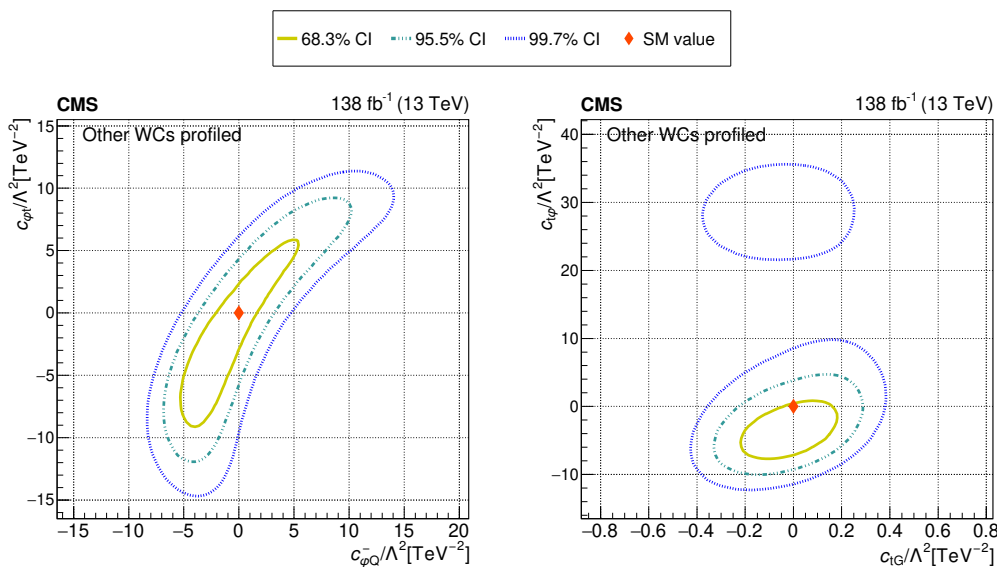 68.3% CI 95.5% CI 99.7% CI SM value
CMS 138 fb⁻¹ (13 TeV)
Other WCs profiled
c_φt/Λ² [TeV⁻²]
15
10
5
0
−5
−10
−15
−15 −10 −5 0 5 10 15 20
c⁻_φQ/Λ² [TeV⁻²]
CMS 138 fb⁻¹ (13 TeV)
Other WCs profiled
c_tφ/Λ² [TeV⁻²]
40
30
20
10
0
−10
−0.8 −0.6 −0.4 −0.2 0 0.2 0.4 0.6 0.8
c_tG/Λ² [TeV⁻²]